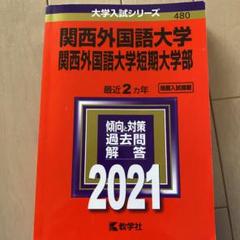 大学入試シリーズ
480
関西外国語大学
関西外国語大学短期大学部
最近2ヵ年
傾向と対策
過去問
解答
2021
教学社